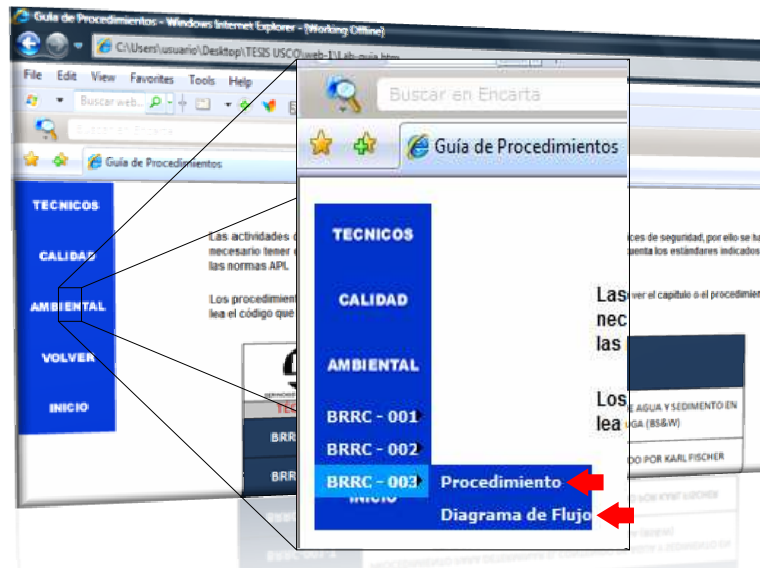 Guía de Procedimientos - Windows Internet Explorer - [Working Offline]
C:\Users\usuario\Desktop\TESIS USCO\web-1\Lab-guia.htm
File Edit View Favorites Tools Help
Buscar web...
Buscar en Encarta
Guía de Procedimientos
TECNICOS
CALIDAD
AMBIENTAL
VOLVER
INICIO
Las actividades
necesario tener
las normas API.
Los procedimient
lea el código que
BRR
BRR
ices de seguridad, por ello se ha
uenta los estándares indicados
ver el capitulo o el procedimien
E AGUA Y SEDIMENTO EN
UGA (BS&W)
DO POR KARL FISCHER
Buscar en Encarta
Guía de Procedimientos
TECNICOS
CALIDAD
AMBIENTAL
BRRC - 001
BRRC - 002
BRRC - 003
INICIO
Procedimiento
Diagrama de Flujo
Las
nec
las
Los
lea